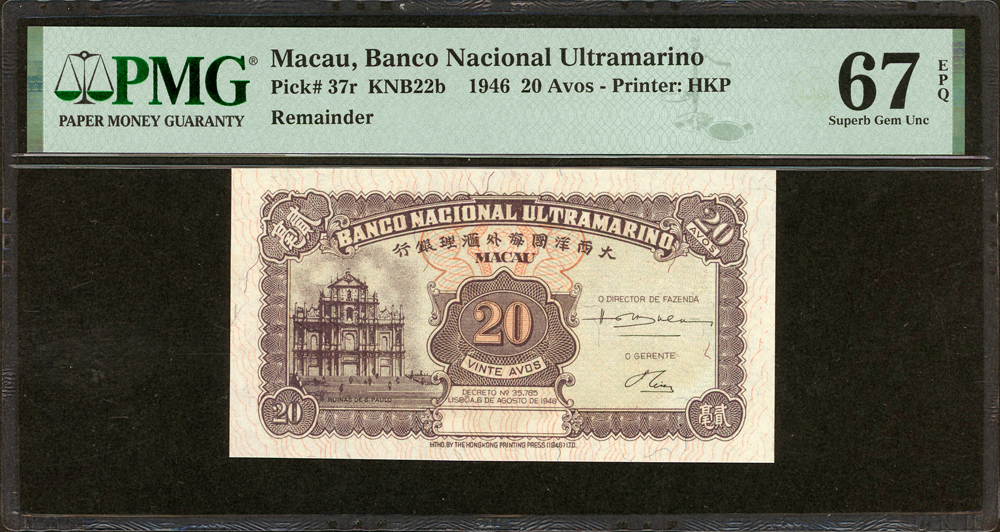 PMG®
PAPER MONEY GUARANTY
Macau, Banco Nacional Ultramarino
Pick# 37r KNB22b 1946 20 Avos - Printer: HKP
Remainder
67 EPQ
Superb Gem Unc
BANCO NACIONAL ULTRAMARINO
20
AVOS
行銀理滙外海國洋西大
MACAU
20
VINTE AVOS
O DIRECTOR DE FAZENDA
O GERENTE
DECRETO Nº 35.785
LISBOA, 6 DE AGOSTO DE 1946
RUINAS DE S. PAULO
20
毫貳
LITHO. BY THE HONGKONG PRINTING PRESS (1946) LTD.